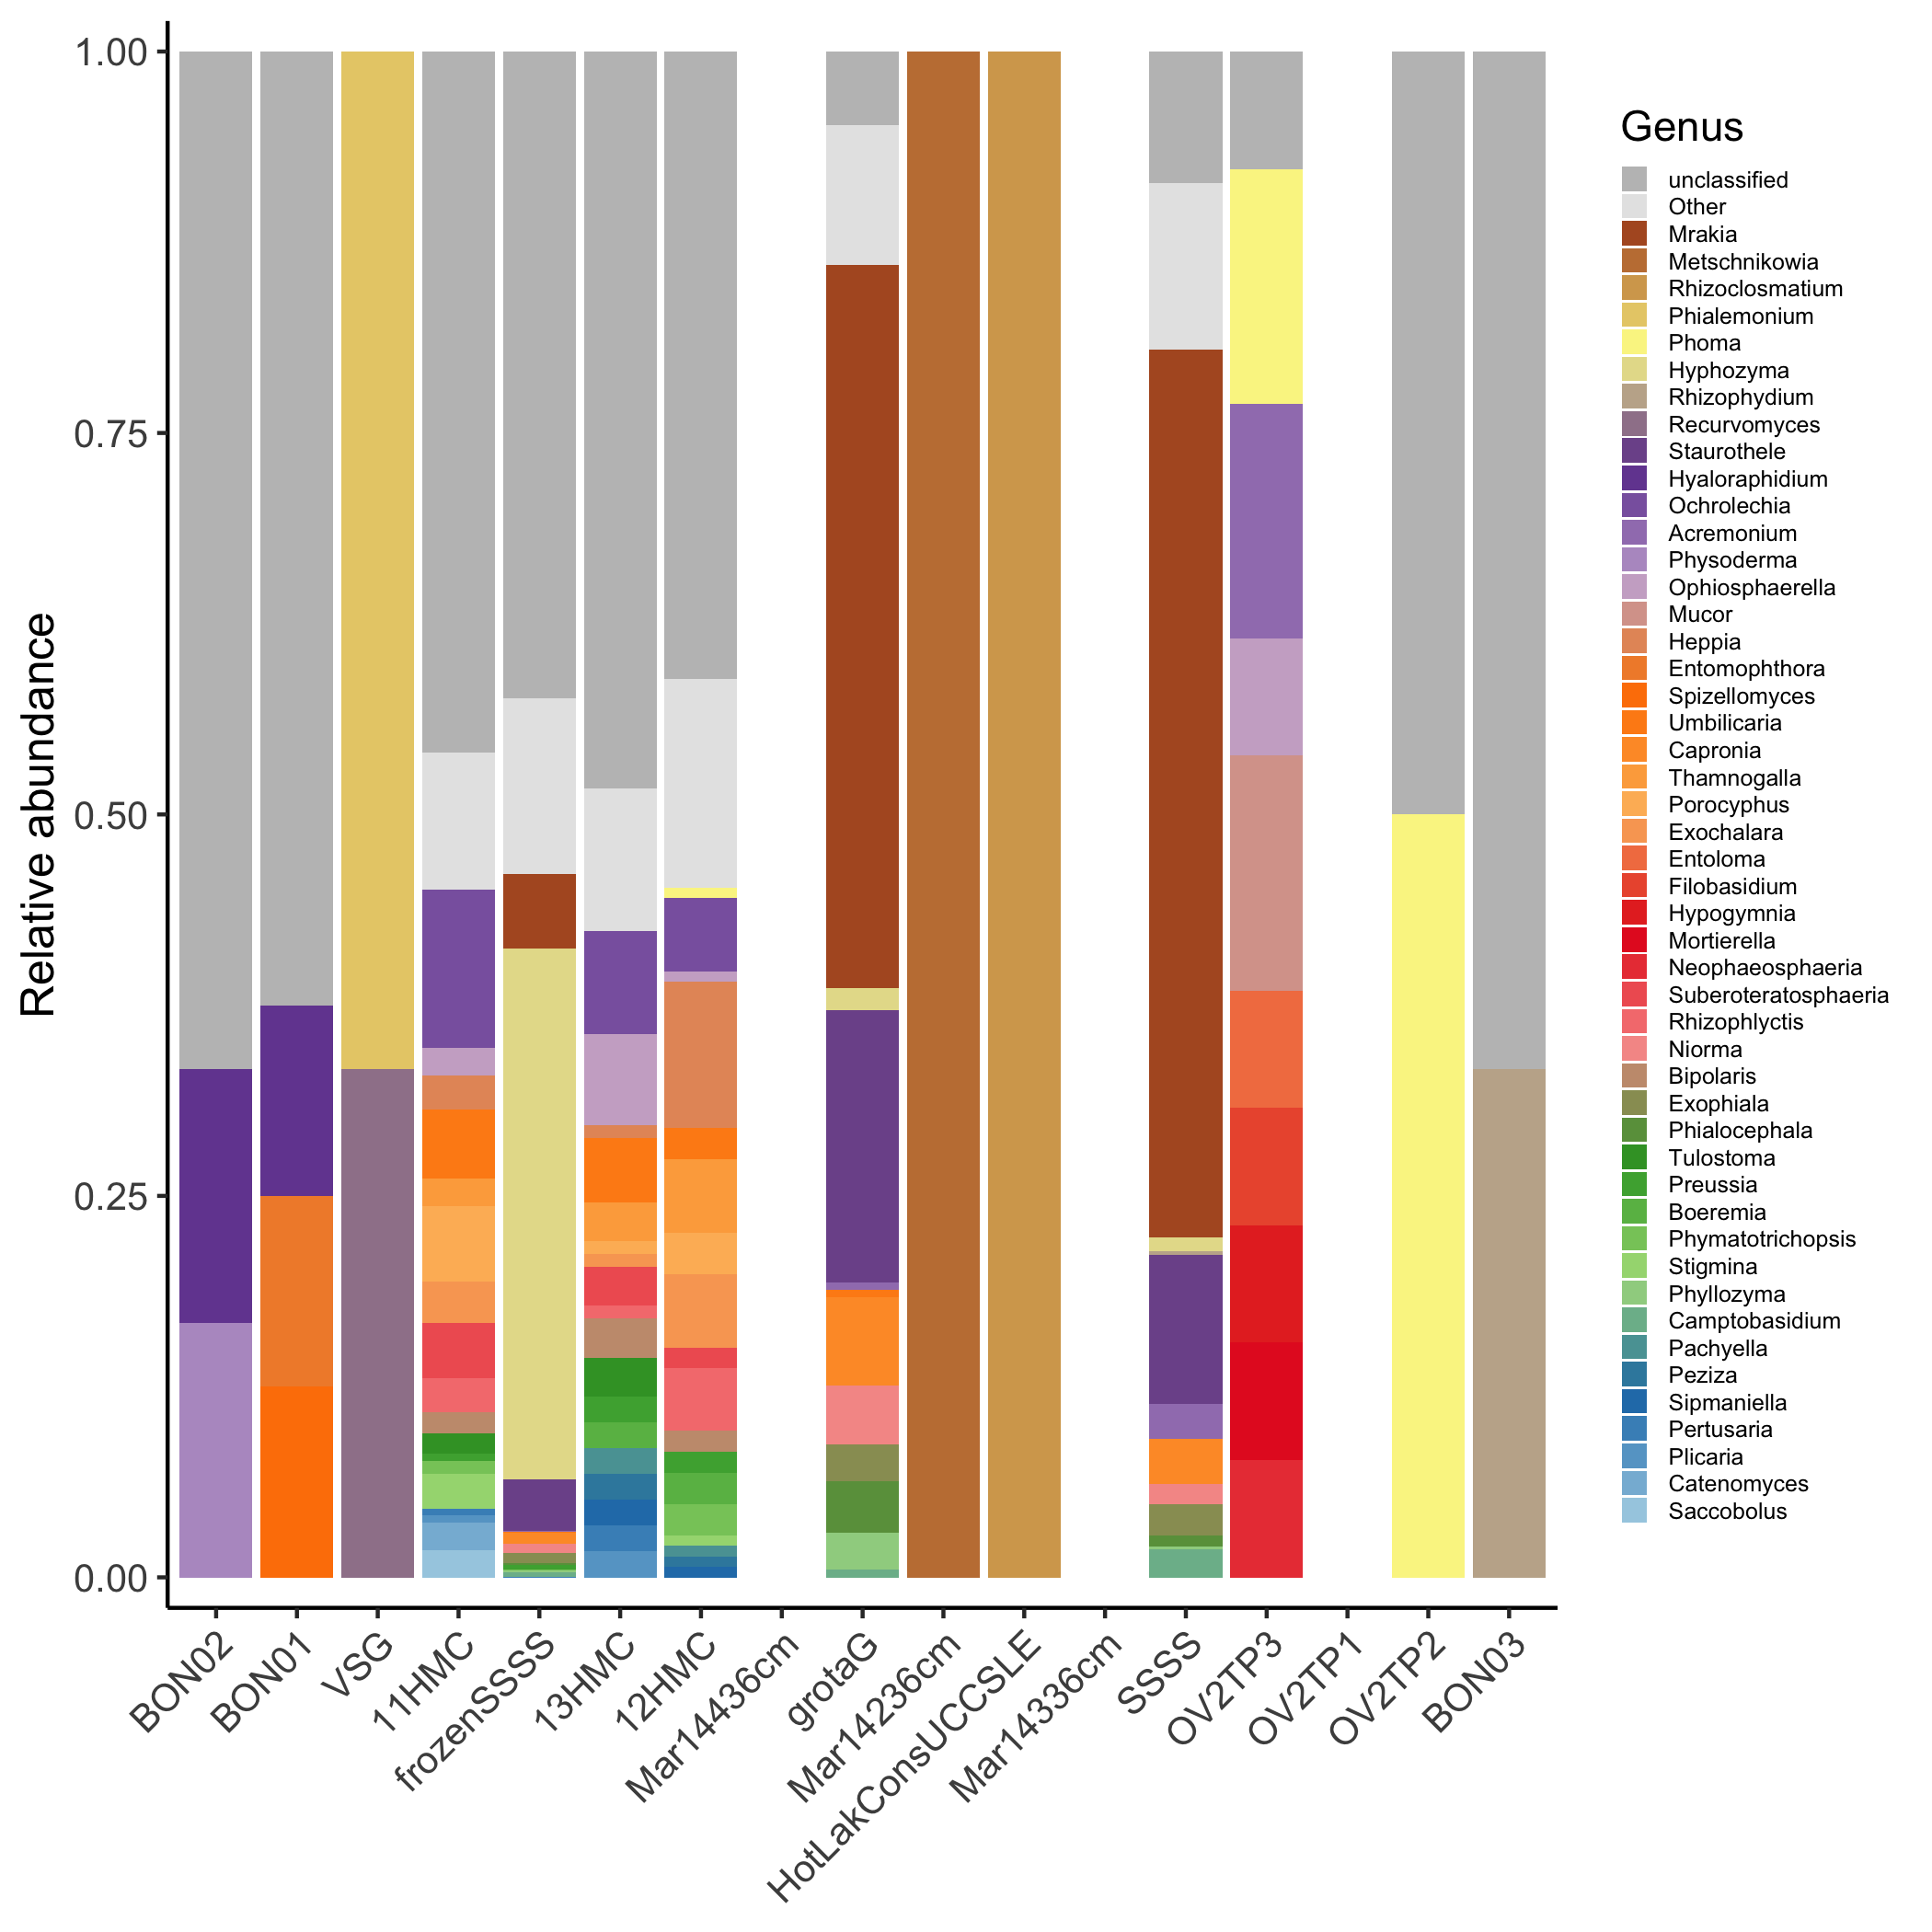 Relative abundance
1.00
0.75
0.50
0.25
0.00
BON02
BON01
VSG
11HMC
frozenSSS
13HMC
12HMC
Mar14436cm
grotaG
Mar14236cm
HotLakConsUCCSLE
Mar14336cm
SSSS
OV2TP3
OV2TP1
OV2TP2
BON03
Genus
unclassified
Other
Mrakia
Metschnikowia
Rhizoclosmatium
Phialemonium
Phoma
Hyphozyma
Rhizophydium
Recurvomyces
Staurothele
Hyaloraphidium
Ochrolechia
Acremonium
Physoderma
Ophiosphaerella
Mucor
Heppia
Entomophthora
Spizellomyces
Umbilicaria
Capronia
Thamnogalla
Porocyphus
Exochalara
Entoloma
Filobasidium
Hypogymnia
Mortierella
Neophaeosphaeria
Suberoteratosphaeria
Rhizophlyctis
Niorma
Bipolaris
Exophiala
Phialocephala
Tulostoma
Preussia
Boeremia
Phymatotrichopsis
Stigmina
Phyllozyma
Camptobasidium
Pachyella
Peziza
Sipmaniella
Pertusaria
Plicaria
Catenomyces
Saccobolus